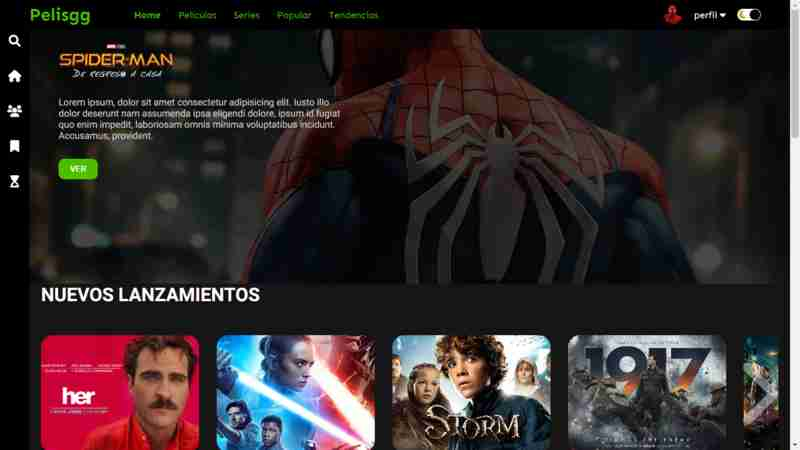 Pelisgg
Home
Peliculas
Series
Popular
Tendencias
perfil
SPIDER-MAN
DE REGRESO A CASA
Lorem ipsum, dolor sit amet consectetur adipisicing elit. Iusto illo
dolor deserunt nam assumenda ipsa eligendi dolore, ipsum id fugiat
quo enim impedit, laboriosam omnis minima voluptatibus incidunt.
Accusamus, provident.
VER
NUEVOS LANZAMIENTOS
her
STORM
1917